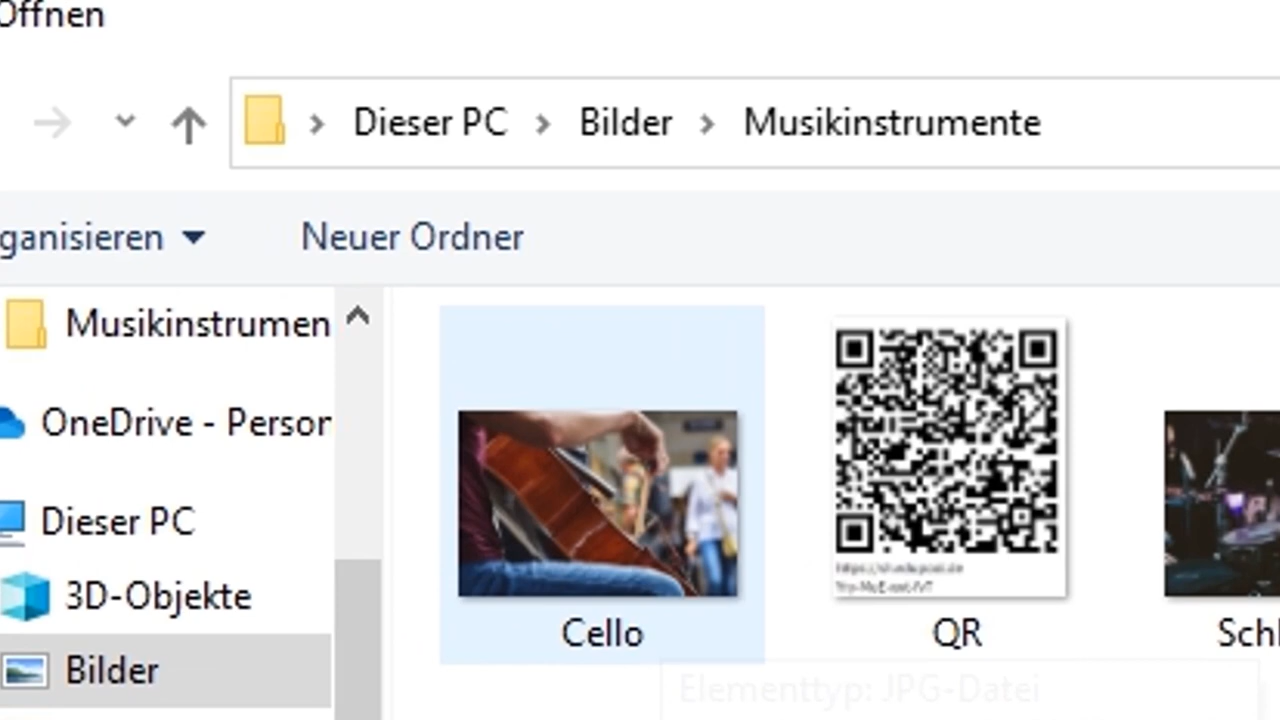 Öffnen
Dieser PC > Bilder > Musikinstrumente
ganisieren
Neuer Ordner
Musikinstrumen
OneDrive - Person
Dieser PC
3D-Objekte
Bilder
Cello
QR
Schl
Elementtyp: JPG-Datei